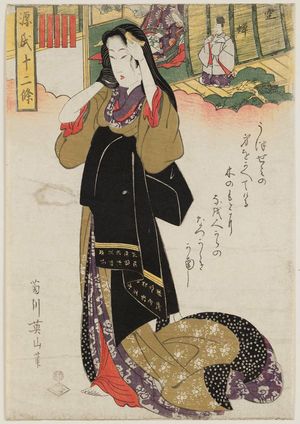 源氏十二條
空蝉
うつせみの
身をかへてける
木のもとに
なを人からの
なつかしき
かな
菊川英山筆